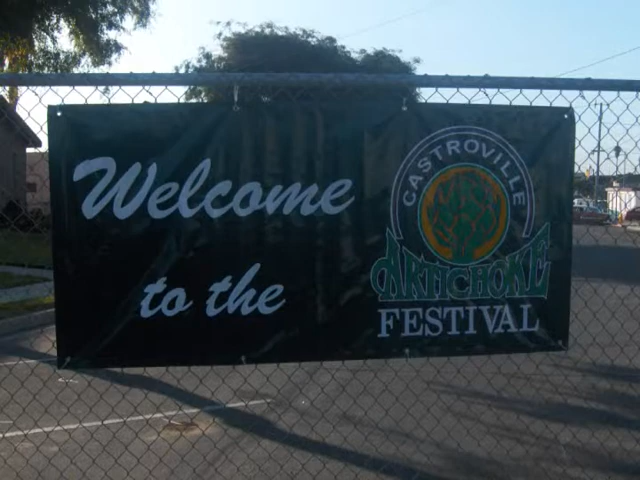 Welcome
to the
CASTROVILLE
ARTICHOKE
FESTIVAL